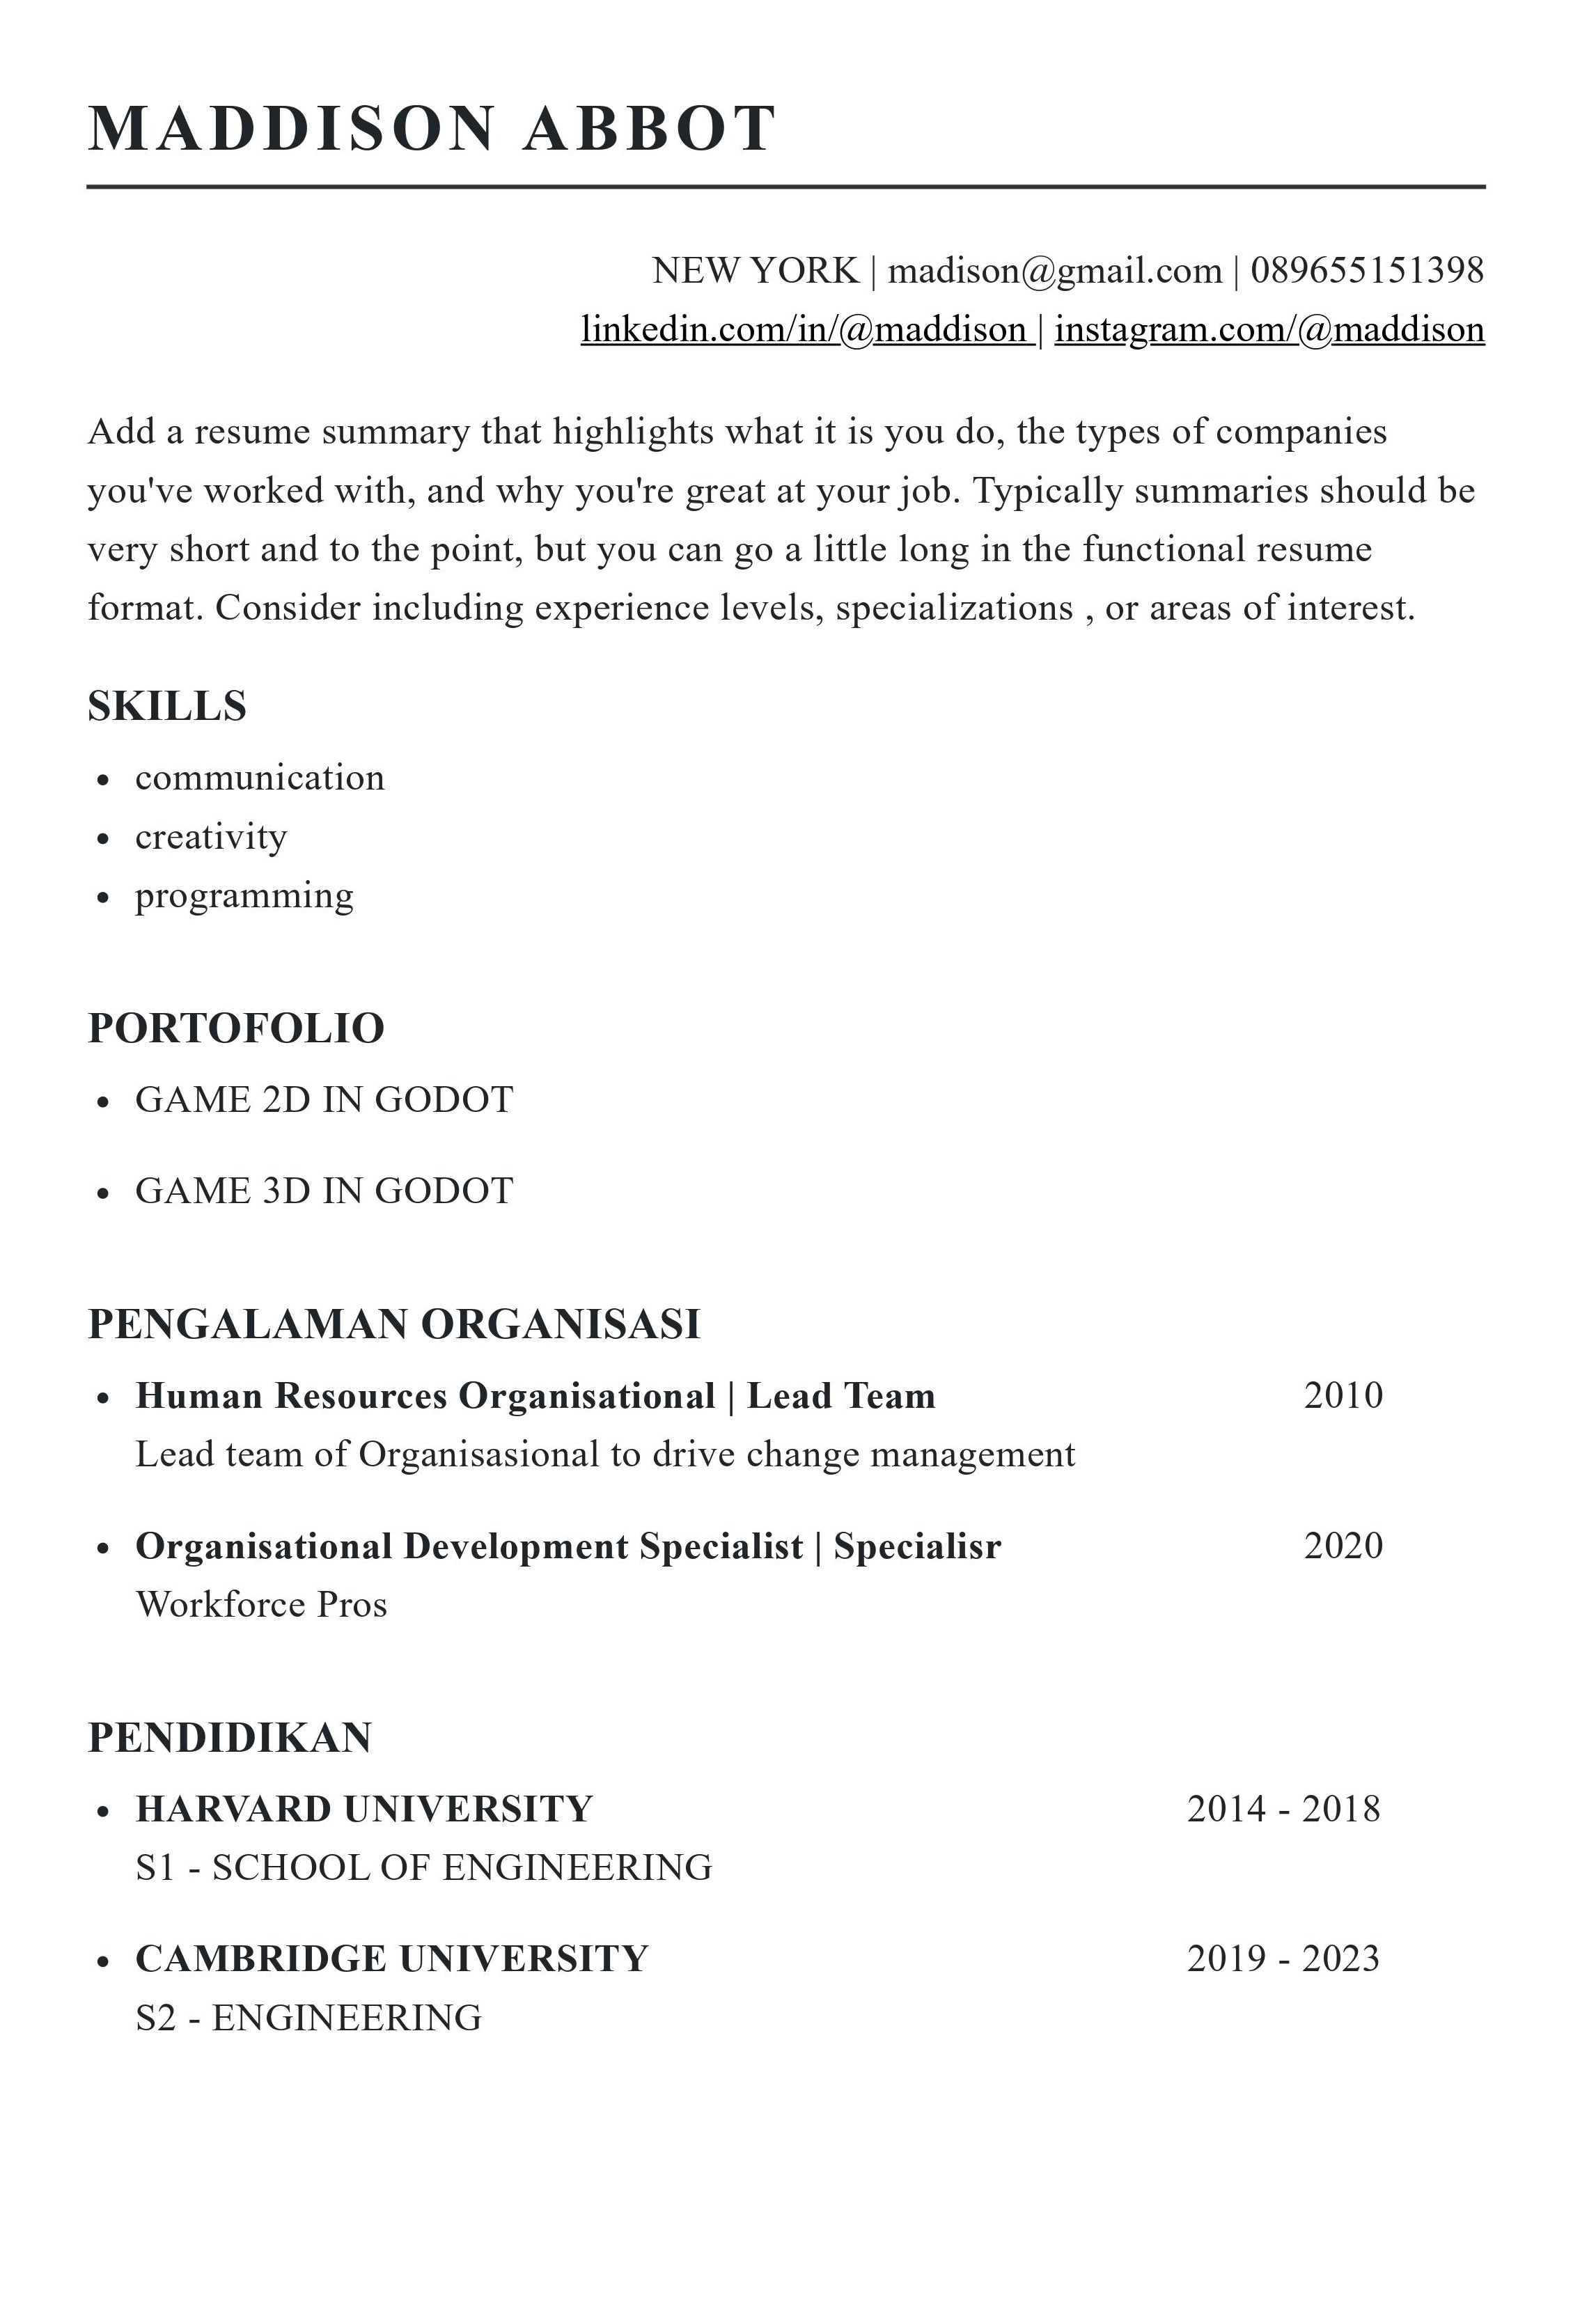 MADDISON ABBOT
NEW YORK | madison@gmail.com | 089655151398
linkedin.com/in/@maddison | instagram.com/@maddison
Add a resume summary that highlights what it is you do, the types of companies
you've worked with, and why you're great at your job. Typically summaries should be
very short and to the point, but you can go a little long in the functional resume
format. Consider including experience levels, specializations , or areas of interest.
SKILLS
• communication
• creativity
• programming
PORTOFOLIO
• GAME 2D IN GODOT
• GAME 3D IN GODOT
PENGALAMAN ORGANISASI
• Human Resources Organisational | Lead Team 2010
Lead team of Organisasional to drive change management
• Organisational Development Specialist | Specialisr 2020
Workforce Pros
PENDIDIKAN
• HARVARD UNIVERSITY 2014 - 2018
S1 - SCHOOL OF ENGINEERING
• CAMBRIDGE UNIVERSITY 2019 - 2023
S2 - ENGINEERING